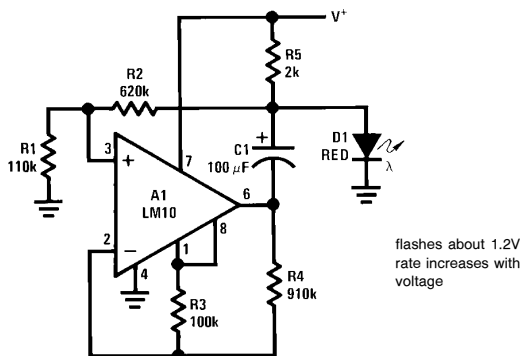 V+
R5
2k
R2
620k
R1
110k
3
+
7
+
C1
100 μF
D1
RED
λ
A1
LM10
6
8
2
−
1
4
R4
910k
R3
100k
flashes about 1.2V
rate increases with
voltage